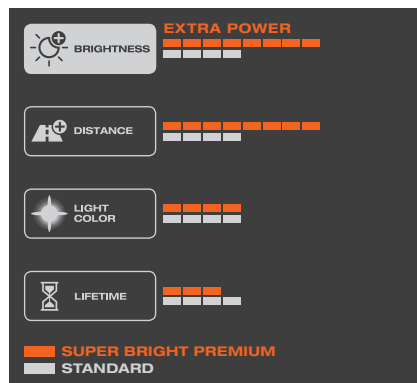 EXTRA POWER
BRIGHTNESS
DISTANCE
LIGHT
COLOR
LIFETIME
SUPER BRIGHT PREMIUM
STANDARD